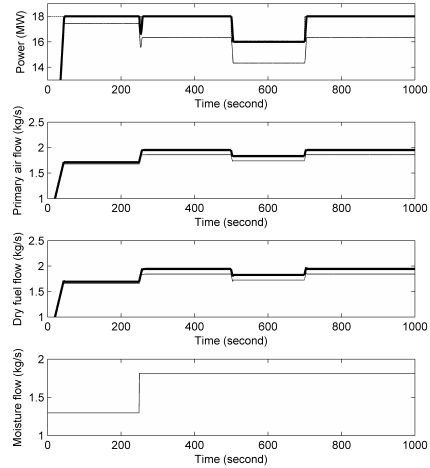 Power (MW)
18
16
14
0 200 400 600 800 1000
Time (second)
Primary air flow (kg/s)
2.5
2
1.5
1
0 200 400 600 800 1000
Time (second)
Dry fuel flow (kg/s)
2.5
2
1.5
1
0 200 400 600 800 1000
Time (second)
Moisture flow (kg/s)
2
1.5
1
0 200 400 600 800 1000
Time (second)